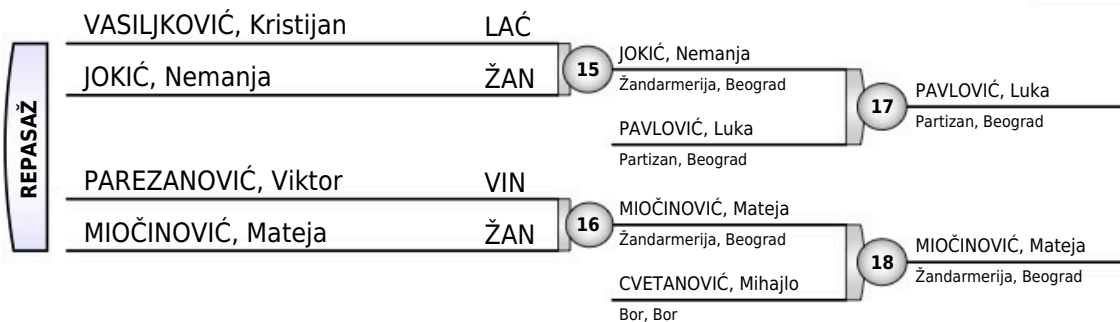 REPASAŽ
VASILJKOVIĆ, Kristijan LAĆ
JOKIĆ, Nemanja ŽAN
15
JOKIĆ, Nemanja
Žandarmerija, Beograd
PAVLOVIĆ, Luka
Partizan, Beograd
17
PAVLOVIĆ, Luka
Partizan, Beograd
PAREZANOVIĆ, Viktor VIN
MIOČINOVIĆ, Mateja ŽAN
16
MIOČINOVIĆ, Mateja
Žandarmerija, Beograd
CVETANOVIĆ, Mihajlo
Bor, Bor
18
MIOČINOVIĆ, Mateja
Žandarmerija, Beograd